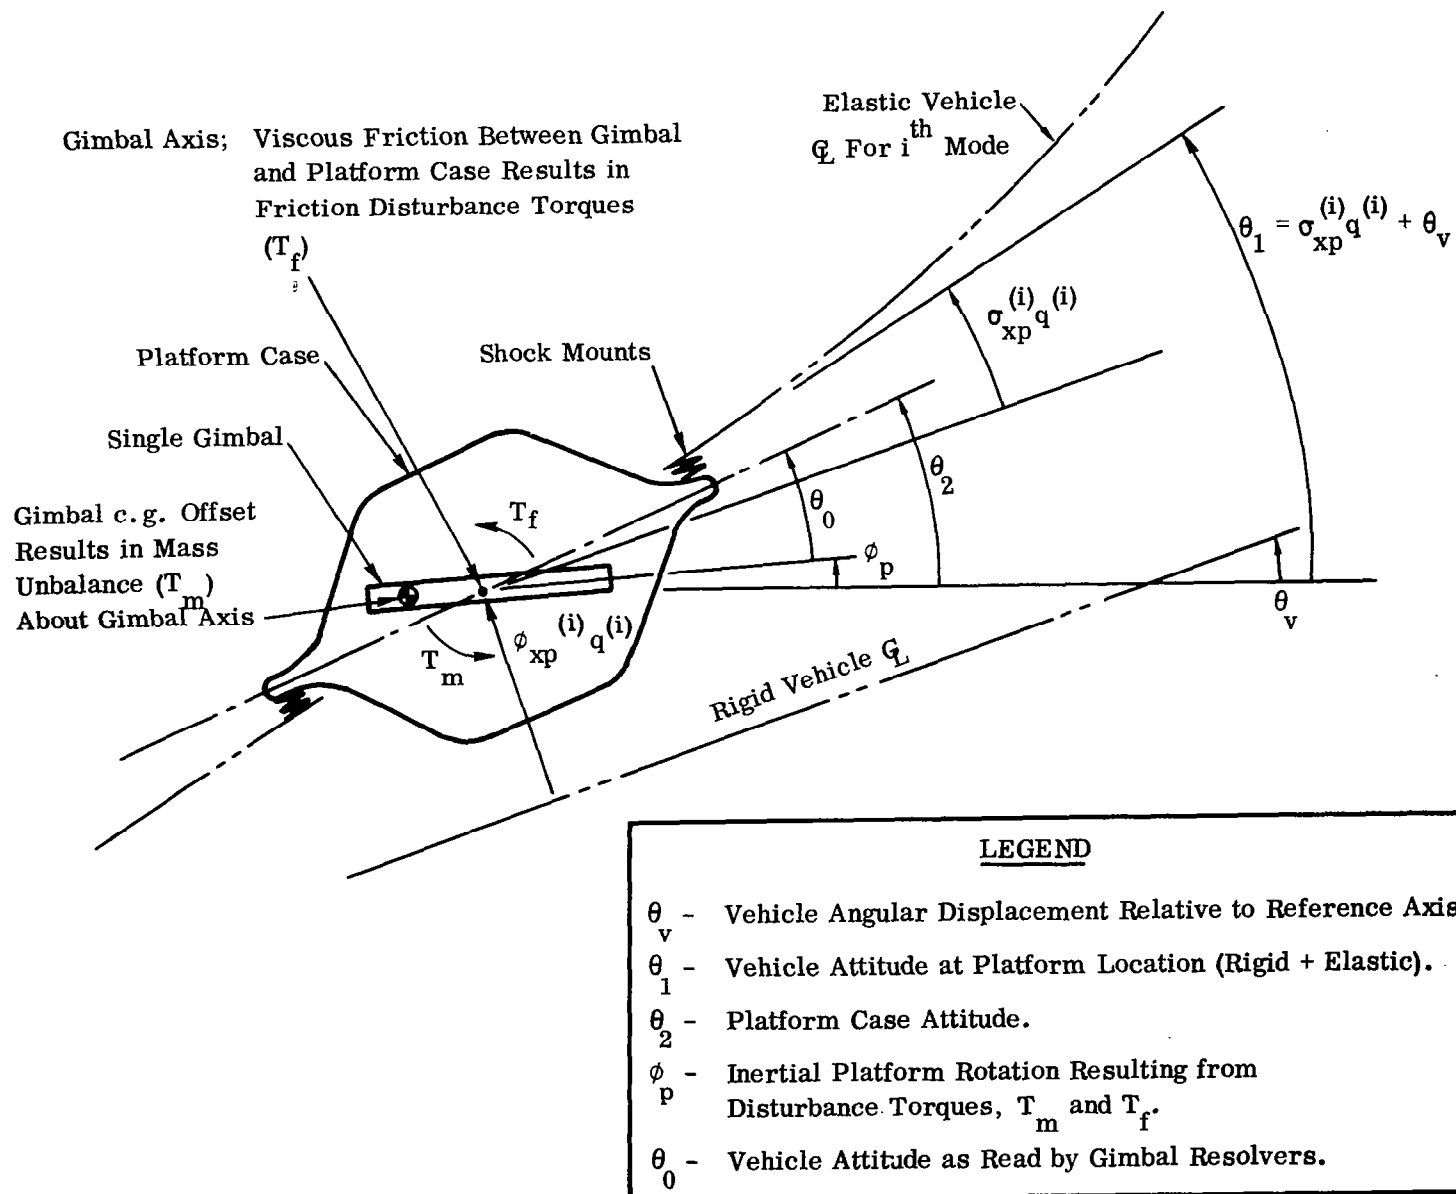 Elastic Vehicle
℄ For i^th Mode
Gimbal Axis; Viscous Friction Between Gimbal
and Platform Case Results in
Friction Disturbance Torques
(T_f)
θ_1 = σ_xp^(i) q^(i) + θ_v
σ_xp^(i) q^(i)
Platform Case
Shock Mounts
Single Gimbal
θ_2
θ_0
Gimbal c.g. Offset
Results in Mass
Unbalance (T_m)
About Gimbal Axis
T_f
ϕ_p
θ_v
ϕ_xp^(i) q^(i)
T_m
Rigid Vehicle ℄
LEGEND
θ_v - Vehicle Angular Displacement Relative to Reference Axis
θ_1 - Vehicle Attitude at Platform Location (Rigid + Elastic).
θ_2 - Platform Case Attitude.
ϕ_p - Inertial Platform Rotation Resulting from
Disturbance Torques, T_m and T_f.
θ_0 - Vehicle Attitude as Read by Gimbal Resolvers.